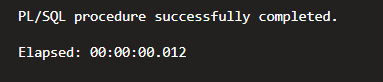 PL/SQL procedure successfully completed.
Elapsed: 00:00:00.012